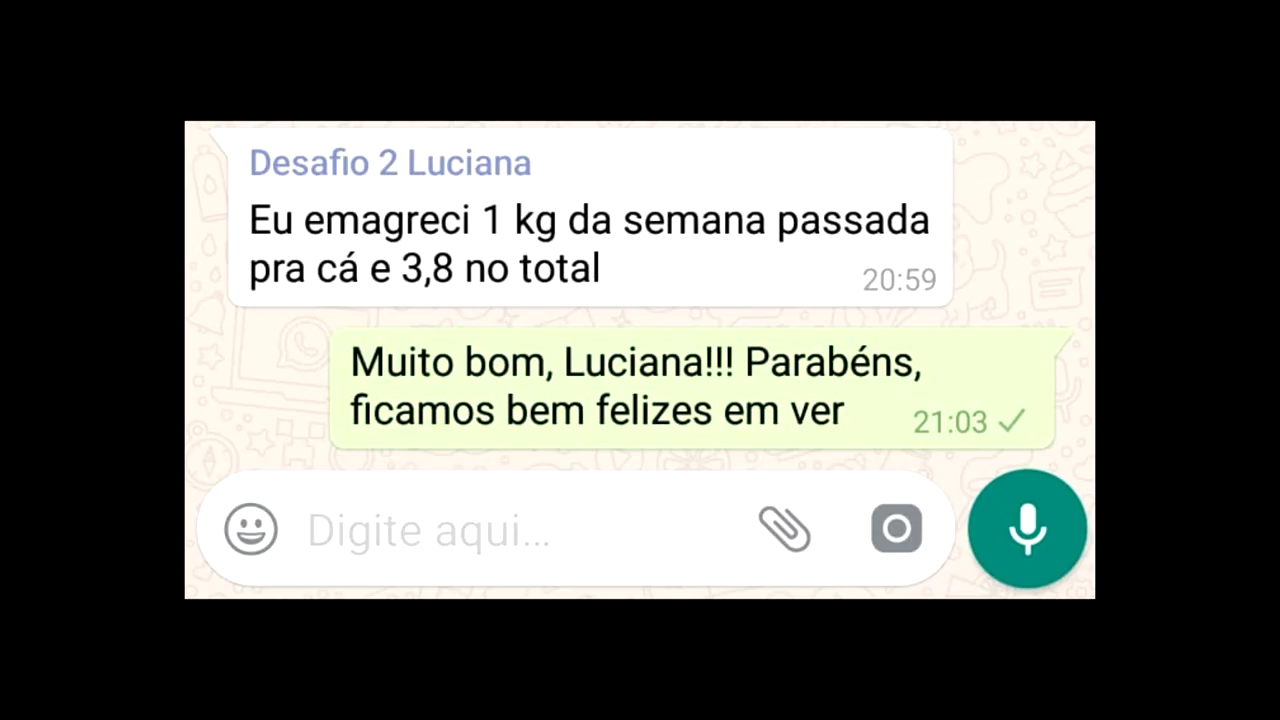 Desafio 2 Luciana
Eu emagreci 1 kg da semana passada
pra cá e 3,8 no total
20:59
Muito bom, Luciana!!! Parabéns,
ficamos bem felizes em ver
21:03
Digite aqui...